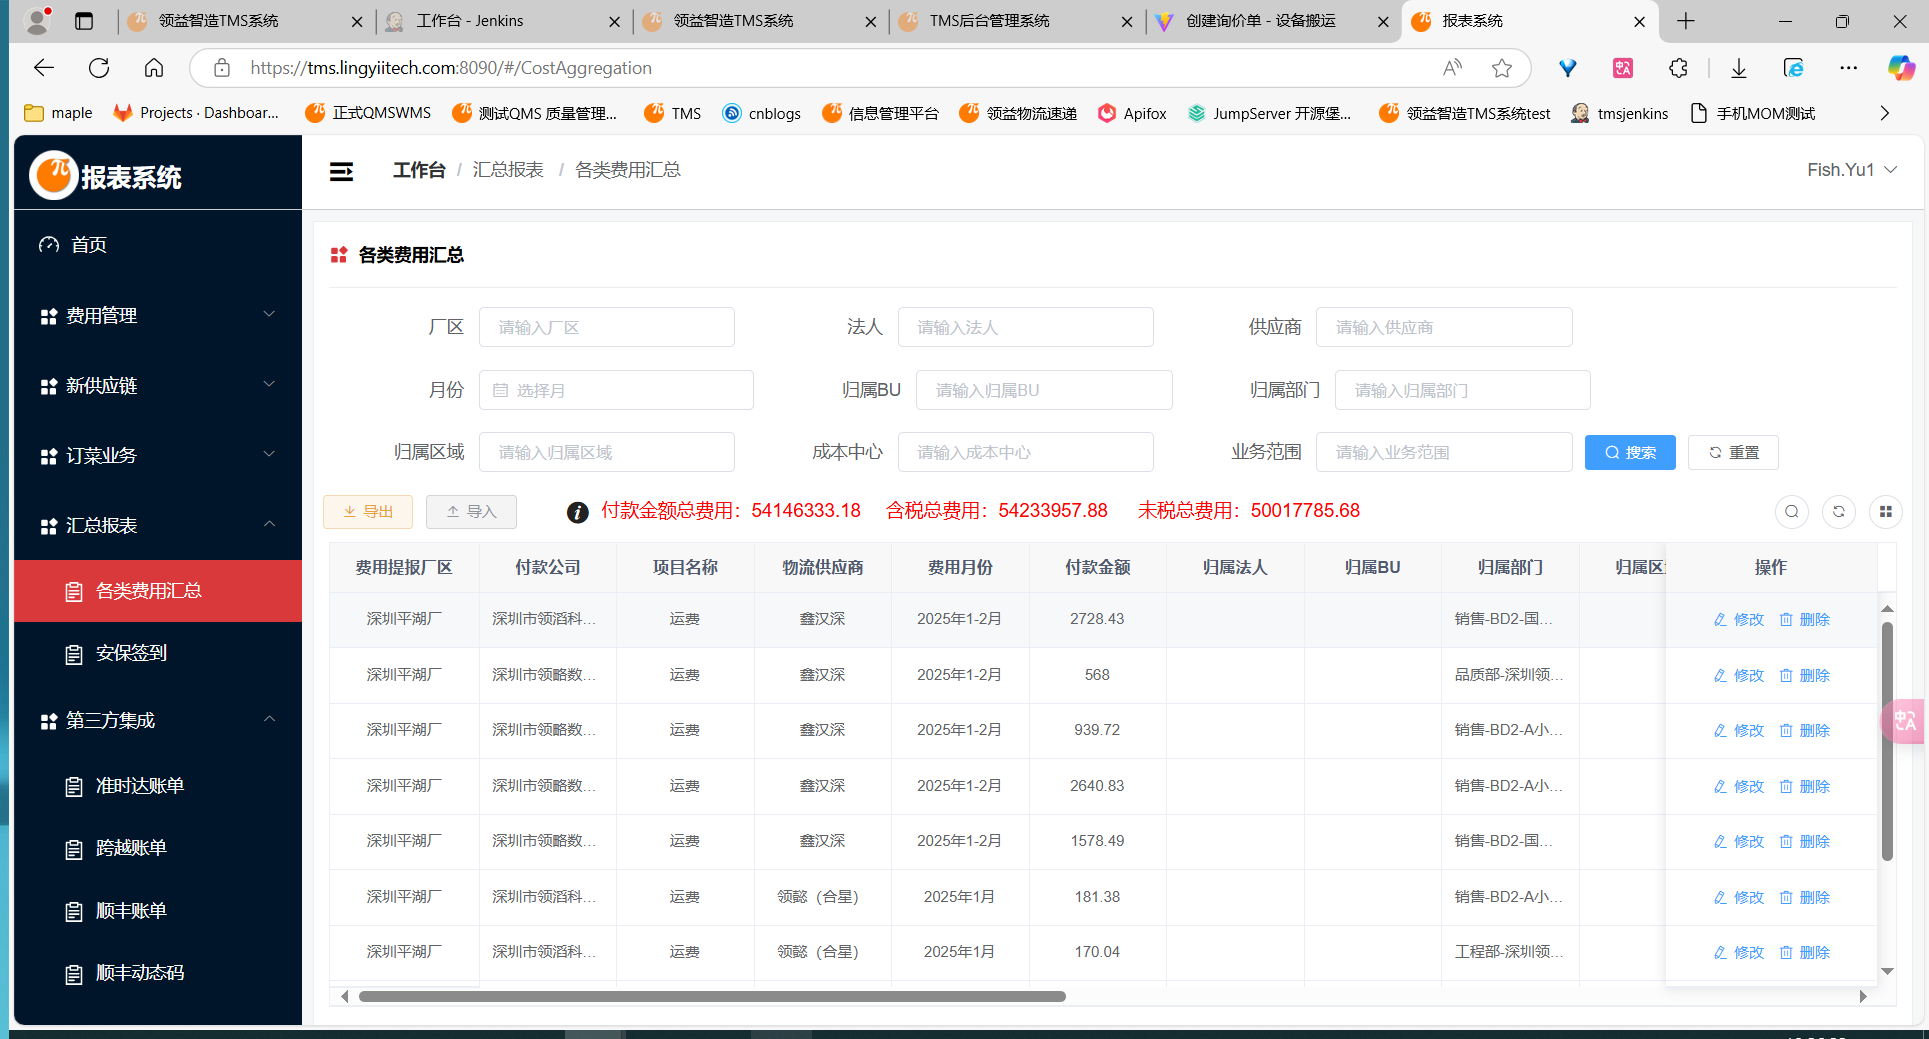 领益智造TMS系统
工作台 - Jenkins
领益智造TMS系统
TMS后台管理系统
创建询价单 - 设备搬运
报表系统
https://tms.lingyiitech.com:8090/#/CostAggregation
maple
Projects · Dashboar...
正式QMSWMS
测试QMS 质量管理...
TMS
cnblogs
信息管理平台
领益物流速递
Apifox
JumpServer 开源堡...
领益智造TMS系统test
tmsjenkins
手机MOM测试
报表系统
工作台 / 汇总报表 / 各类费用汇总
Fish.Yu1
首页
费用管理
新供应链
订菜业务
汇总报表
各类费用汇总
安保签到
第三方集成
准时达账单
跨越账单
顺丰账单
顺丰动态码
各类费用汇总
厂区 请输入厂区 法人 请输入法人 供应商 请输入供应商
月份 选择月 归属BU 请输入归属BU 归属部门 请输入归属部门
归属区域 请输入归属区域 成本中心 请输入成本中心 业务范围 请输入业务范围 搜索 重置
导出 导入 付款金额总费用：54146333.18 含税总费用：54233957.88 未税总费用：50017785.68
费用提报厂区 付款公司 项目名称 物流供应商 费用月份 付款金额 归属法人 归属BU 归属部门 归属区 操作
深圳平湖厂 深圳市领滔科... 运费 鑫汉深 2025年1-2月 2728.43 销售-BD2-国... 修改 删除
深圳平湖厂 深圳市领略数... 运费 鑫汉深 2025年1-2月 568 品质部-深圳领... 修改 删除
深圳平湖厂 深圳市领略数... 运费 鑫汉深 2025年1-2月 939.72 销售-BD2-A小... 修改 删除
深圳平湖厂 深圳市领略数... 运费 鑫汉深 2025年1-2月 2640.83 销售-BD2-A小... 修改 删除
深圳平湖厂 深圳市领略数... 运费 鑫汉深 2025年1-2月 1578.49 销售-BD2-国... 修改 删除
深圳平湖厂 深圳市领滔科... 运费 领懿（合星） 2025年1月 181.38 销售-BD2-A小... 修改 删除
深圳平湖厂 深圳市领滔科... 运费 领懿（合星） 2025年1月 170.04 工程部-深圳领... 修改 删除